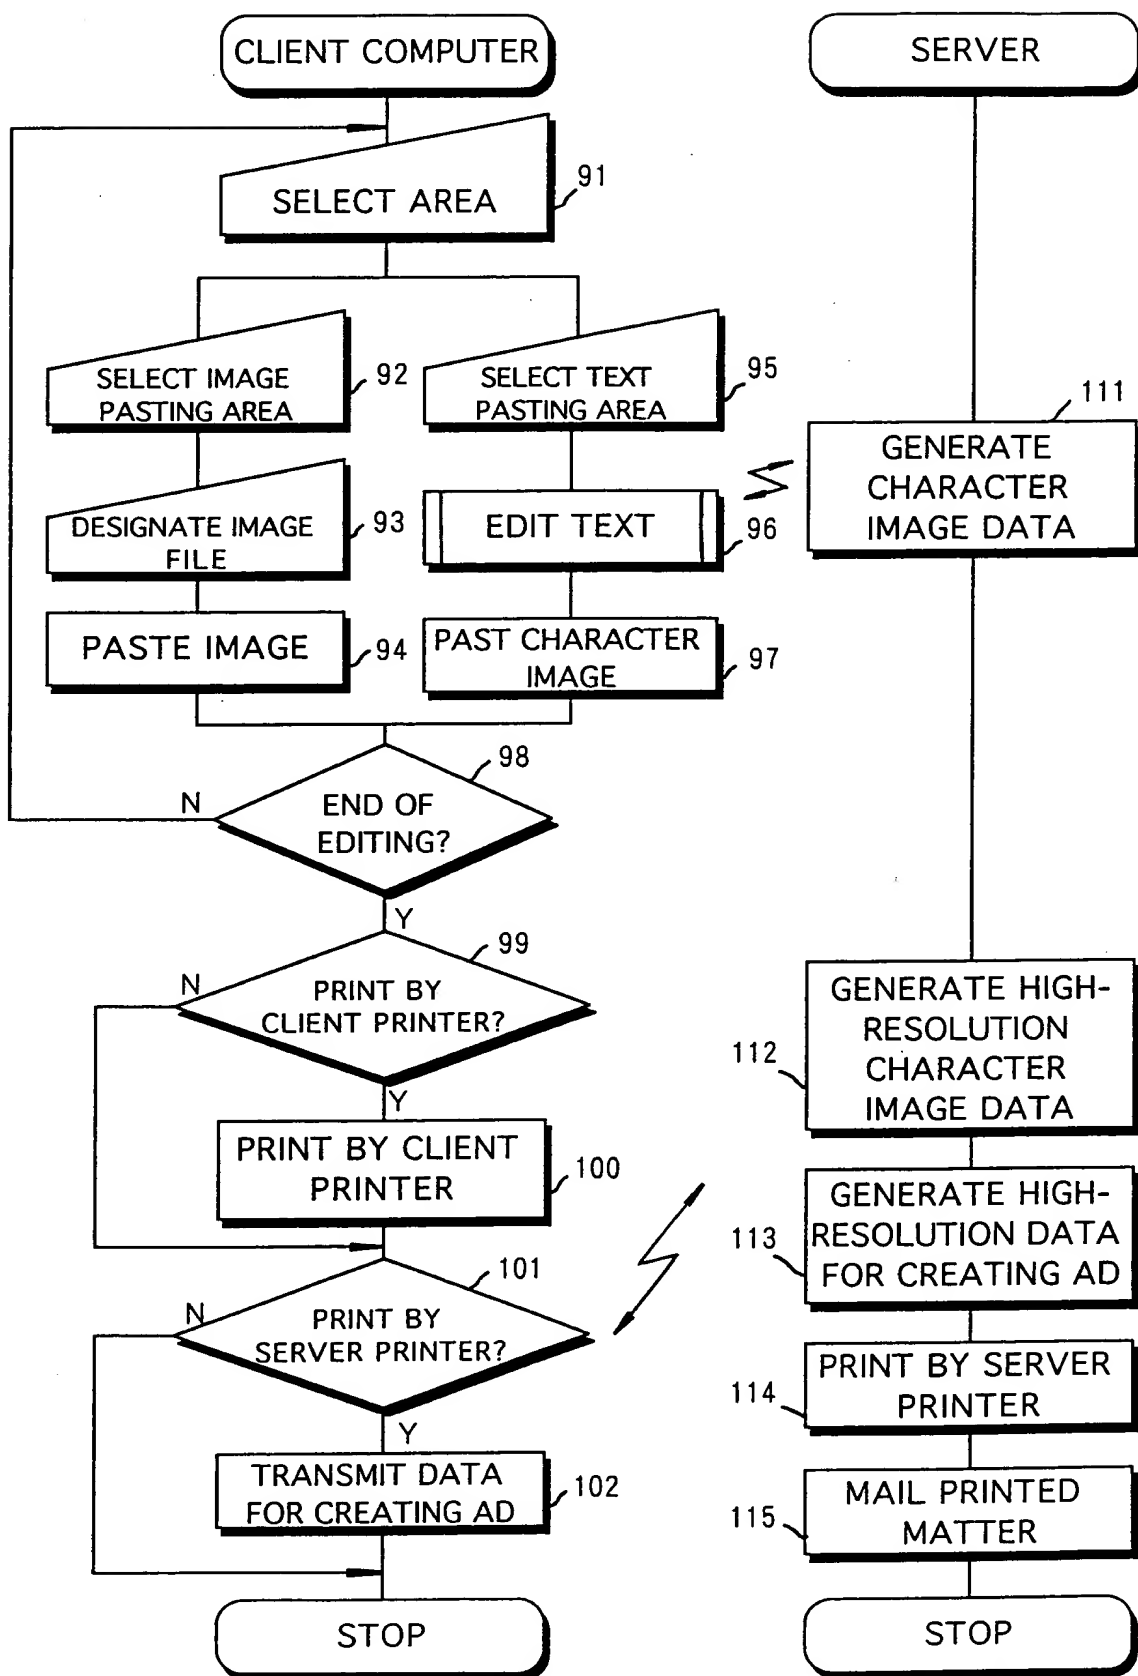 CLIENT COMPUTER
SERVER
SELECT AREA
91
SELECT IMAGE
PASTING AREA
92
SELECT TEXT
PASTING AREA
95
111
GENERATE
CHARACTER
IMAGE DATA
DESIGNATE IMAGE
FILE
93
EDIT TEXT
96
PASTE IMAGE
94
PAST CHARACTER
IMAGE
97
98
N
END OF
EDITING?
Y
99
N
PRINT BY
CLIENT PRINTER?
Y
GENERATE HIGH-
RESOLUTION
CHARACTER
IMAGE DATA
112
PRINT BY CLIENT
PRINTER
100
GENERATE HIGH-
RESOLUTION DATA
FOR CREATING AD
113
101
N
PRINT BY
SERVER PRINTER?
Y
PRINT BY SERVER
PRINTER
114
TRANSMIT DATA
FOR CREATING AD
102
MAIL PRINTED
MATTER
115
STOP
STOP